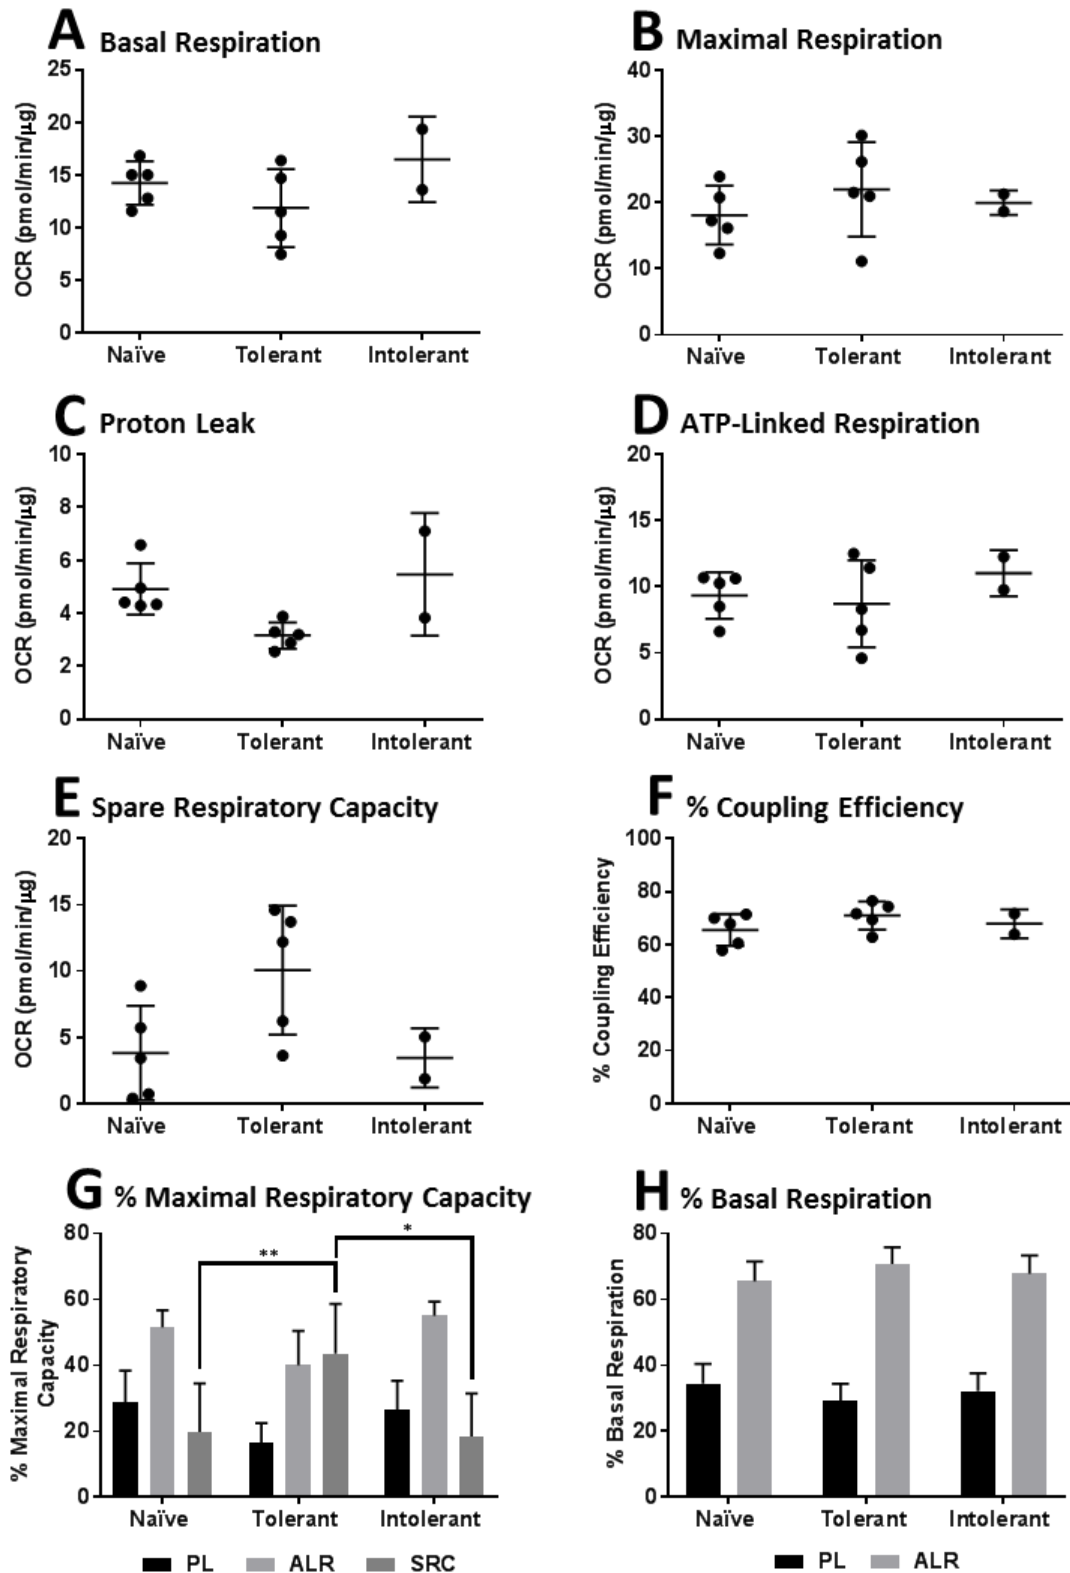 A Basal Respiration
25
20
15
10
5
0
OCR (pmol/min/µg)
Naïve Tolerant Intolerant
B Maximal Respiration
40
30
20
10
0
OCR (pmol/min/µg)
Naïve Tolerant Intolerant
C Proton Leak
10
8
6
4
2
0
OCR (pmol/min/µg)
Naïve Tolerant Intolerant
D ATP-Linked Respiration
20
15
10
5
0
OCR (pmol/min/µg)
Naïve Tolerant Intolerant
E Spare Respiratory Capacity
20
15
10
5
0
OCR (pmol/min/µg)
Naïve Tolerant Intolerant
F % Coupling Efficiency
100
80
60
40
20
0
% Coupling Efficiency
Naïve Tolerant Intolerant
G % Maximal Respiratory Capacity
80
60
40
20
0
% Maximal Respiratory
Capacity
**
*
Naïve Tolerant Intolerant
PL ALR SRC
H % Basal Respiration
80
60
40
20
0
% Basal Respiration
Naïve Tolerant Intolerant
PL ALR